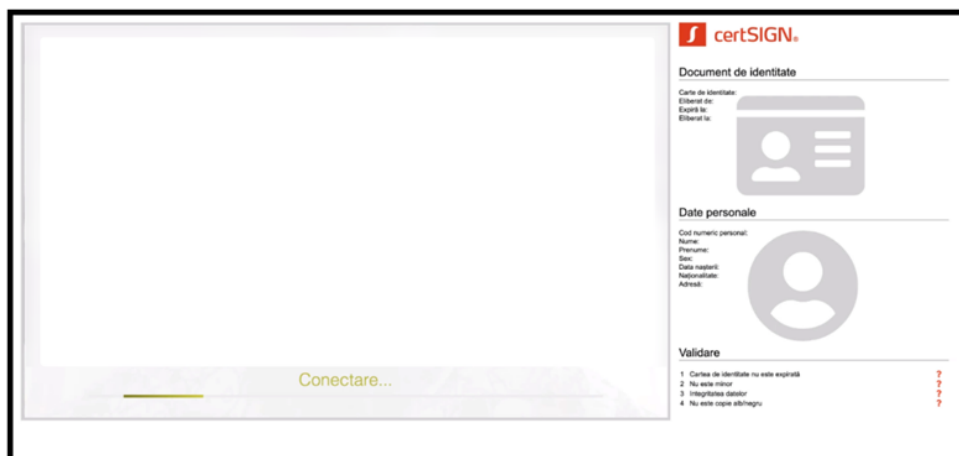 certSIGN®
Document de identitate
Carte de identitate:
Eliberat de:
Expiră la:
Eliberat la:
Date personale
Cod numeric personal:
Nume:
Prenume:
Sex:
Data nașterii:
Naționalitate:
Adresă:
Conectare...
Validare
1 Cartea de identitate nu este expirată ?
2 Nu este minor ?
3 Integritatea datelor ?
4 Nu este copie alb/negru ?